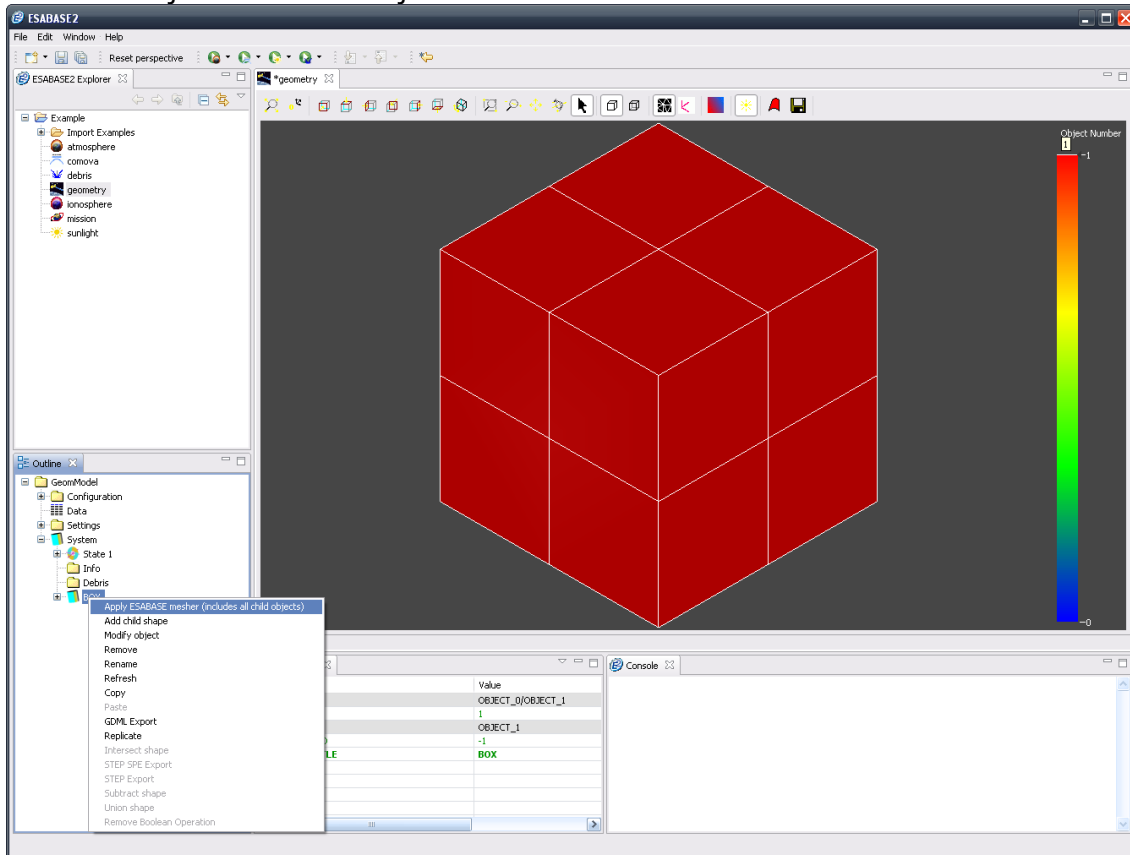 ESABASE2
File Edit Window Help
Reset perspective
ESABASE2 Explorer
*geometry
Example
Import Examples
atmosphere
comova
debris
geometry
ionosphere
mission
sunlight
Object Number
1
1
0
Outline
GeomModel
Configuration
Data
Settings
System
State 1
Info
Debris
Apply ESABASE mesher (includes all child objects)
Add child shape
Modify object
Remove
Rename
Refresh
Copy
Paste
GDML Export
Replicate
Intersect shape
STEP SPE Export
STEP Export
Subtract shape
Union shape
Remove Boolean Operation
Value
OBJECT_0/OBJECT_1
1
OBJECT_1
-1
LE BOX
Console